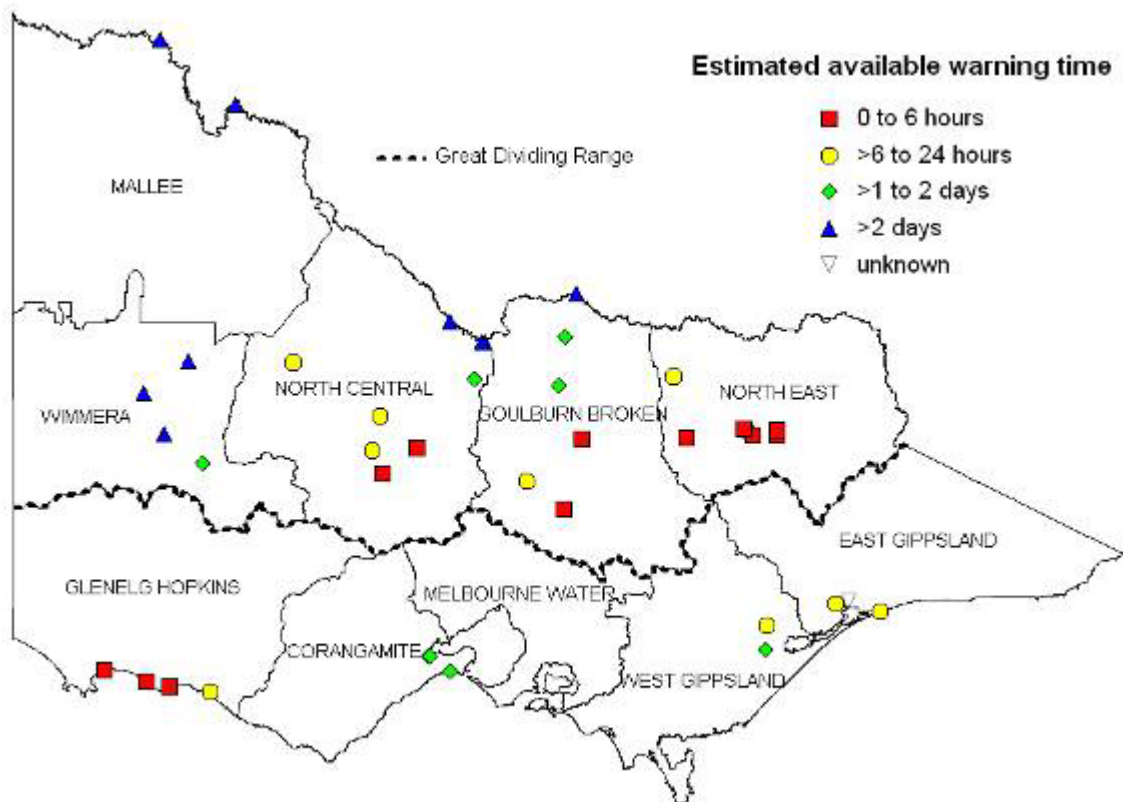 Estimated available warning time
0 to 6 hours
>6 to 24 hours
>1 to 2 days
>2 days
unknown
Great Dividing Range
MALLEE
WIMMERA
NORTH CENTRAL
GOULBURN BROKEN
NORTH EAST
EAST GIPPSLAND
GLENELG HOPKINS
MELBOURNE WATER
CORANGAMITE
WEST GIPPSLAND